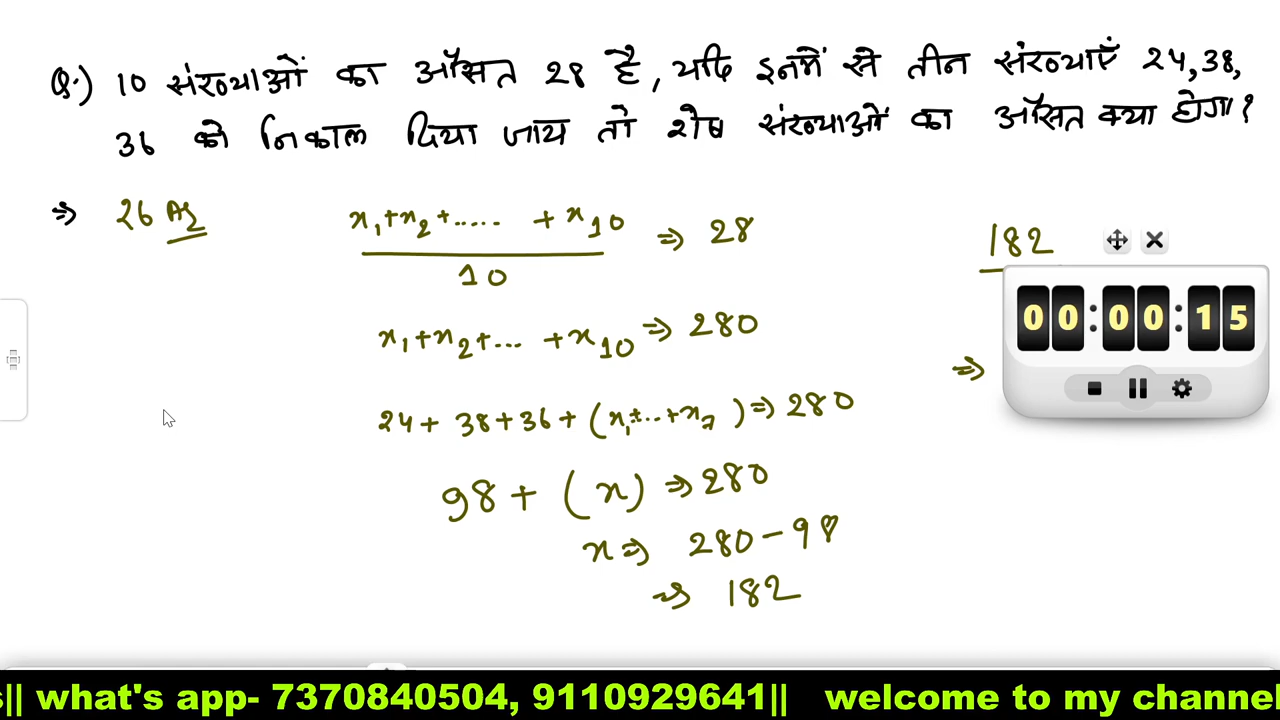 Q.) 10 संख्याओं का औसत 28 है, यदि इनमें से तीन संख्याएँ 24, 38,
36 को निकाल दिया जाय तो शेष संख्याओं का औसत क्या होगा?
⇒ 26 Ans
x₁+x₂+..... + x10 ⇒ 28
10
182
00:00:15
x₁+x₂+... +x10 ⇒ 280
⇒
24 + 38 + 36 + (x₁+...+x₇) ⇒ 280
98 + (x) ⇒ 280
x ⇒ 280 - 98
⇒ 182
s|| what's app- 7370840504, 9110929641|| welcome to my channe